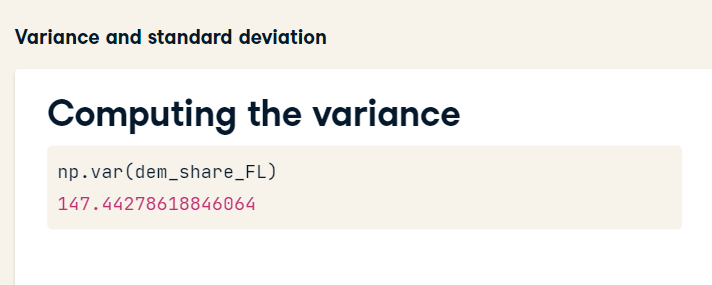 Variance and standard deviation
Computing the variance
np.var(dem_share_FL)
147.44278618846064